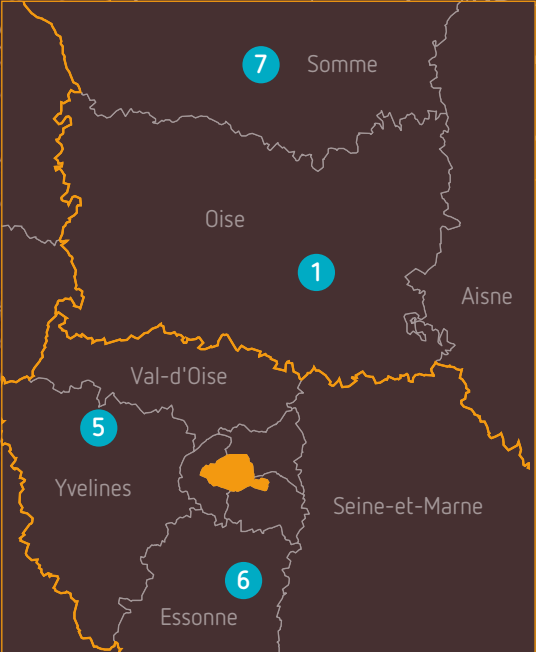 7 Somme
Oise
1
Aisne
Val-d'Oise
5
Yvelines
Seine-et-Marne
6
Essonne